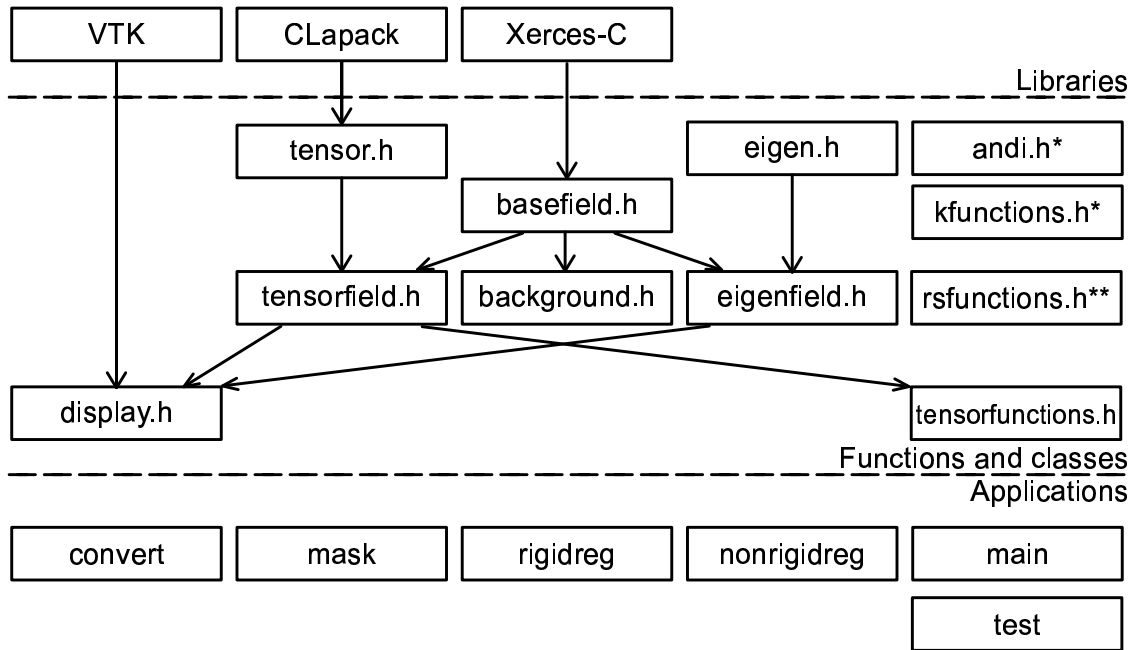 VTK
CLapack
Xerces-C
Libraries
tensor.h
eigen.h
andi.h*
basefield.h
kfunctions.h*
tensorfield.h
background.h
eigenfield.h
rsfunctions.h**
display.h
tensorfunctions.h
Functions and classes
Applications
convert
mask
rigidreg
nonrigidreg
main
test